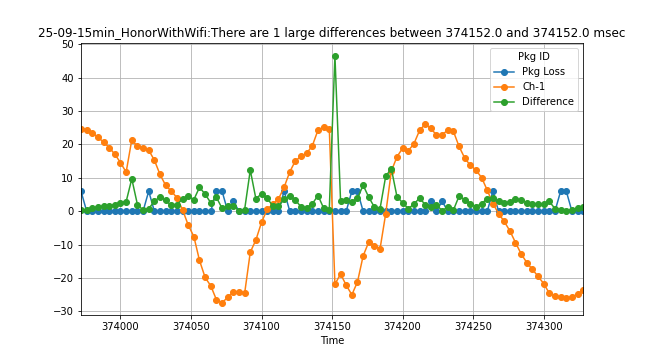 25-09-15min_HonorWithWifi:There are 1 large differences between 374152.0 and 374152.0 msec
50
40
30
20
10
0
−10
−20
−30
Pkg ID
Pkg Loss
Ch-1
Difference
374000 374050 374100 374150 374200 374250 374300
Time